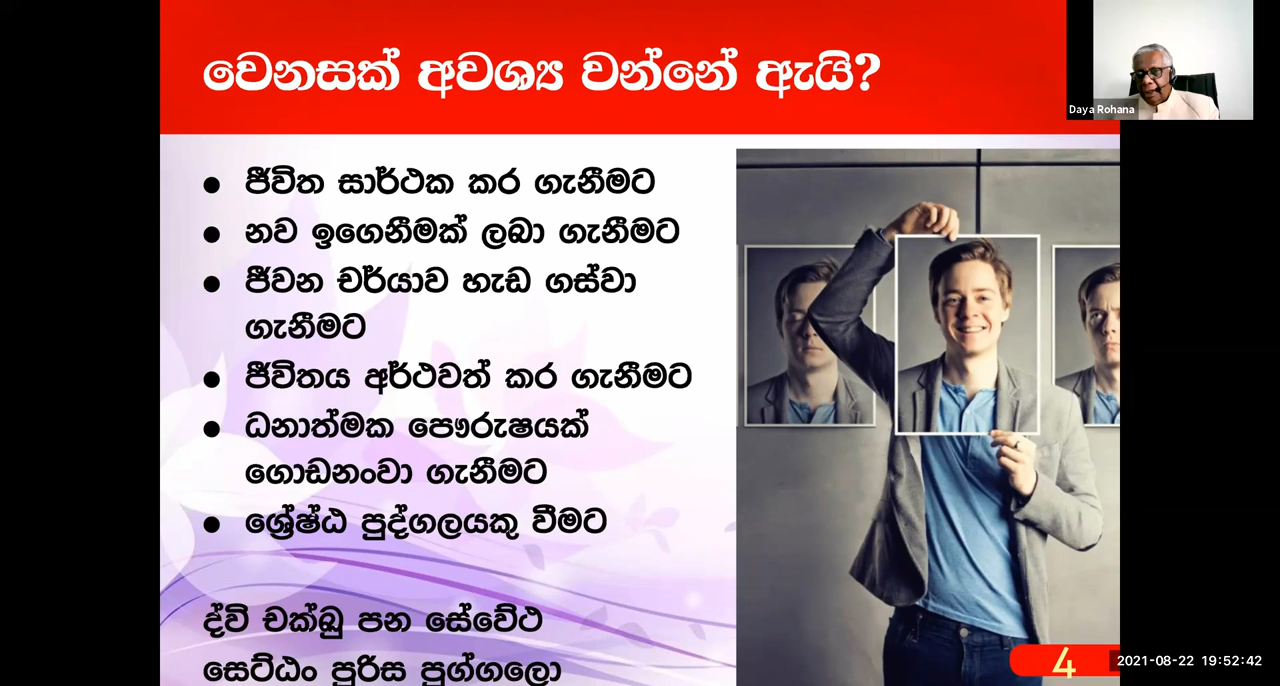 වෙනසක් අවශ්‍ය වන්නේ ඇයි?
Daya Rohana
● ජීවිත සාර්ථක කර ගැනීමට
● නව ඉගෙනීමක් ලබා ගැනීමට
● ජීවන චර්යාව හැඩ ගස්වා
ගැනීමට
● ජීවිතය අර්ථවත් කර ගැනීමට
● ධනාත්මක පෞරුෂයක්
ගොඩනංවා ගැනීමට
● ශ්‍රේෂ්ඨ පුද්ගලයකු වීමට
ද්වි චක්ඛු පන සේවේථ
සෙට්ඨං පුරිස පුග්ගලො
4
2021-08-22 19:52:42